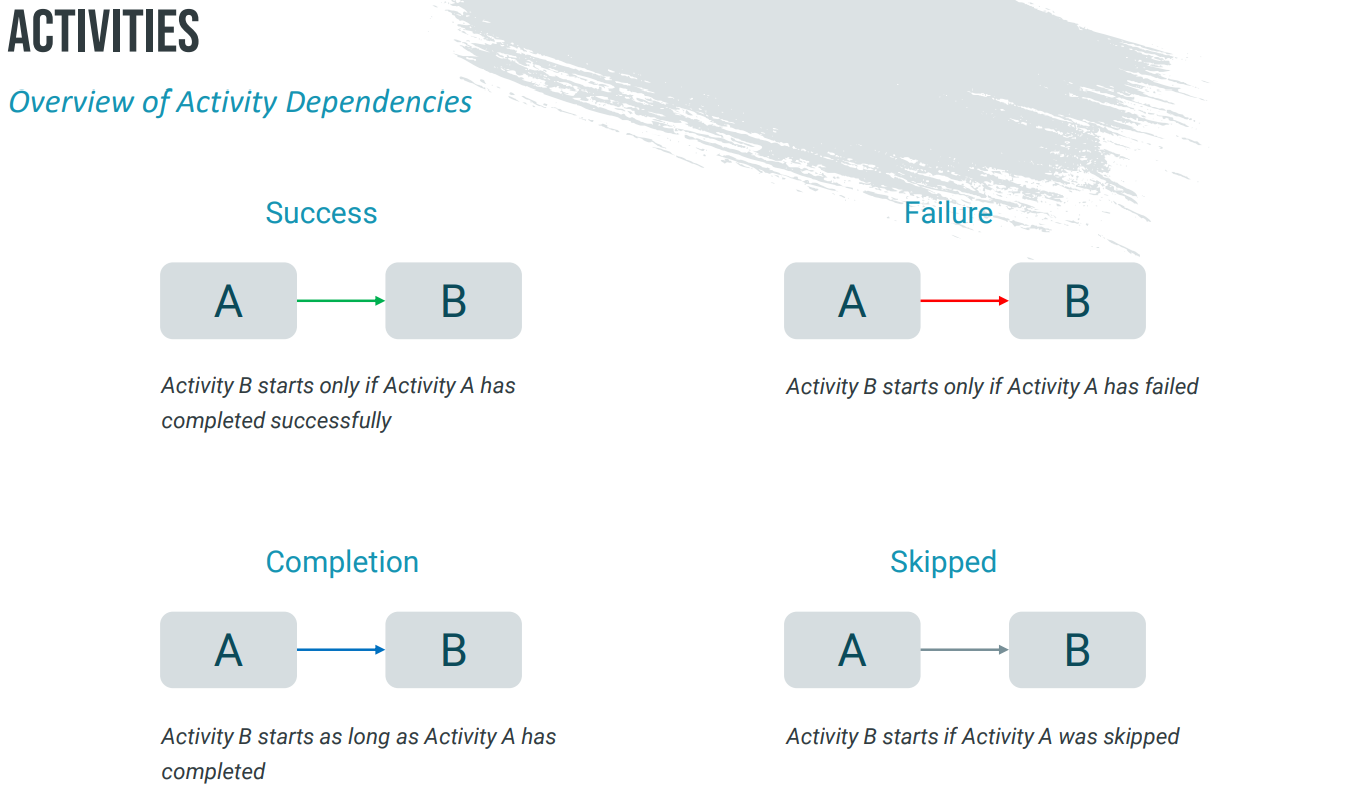 ACTIVITIES
Overview of Activity Dependencies
Success
A
B
Activity B starts only if Activity A has
completed successfully
Failure
A
B
Activity B starts only if Activity A has failed
Completion
A
B
Activity B starts as long as Activity A has
completed
Skipped
A
B
Activity B starts if Activity A was skipped